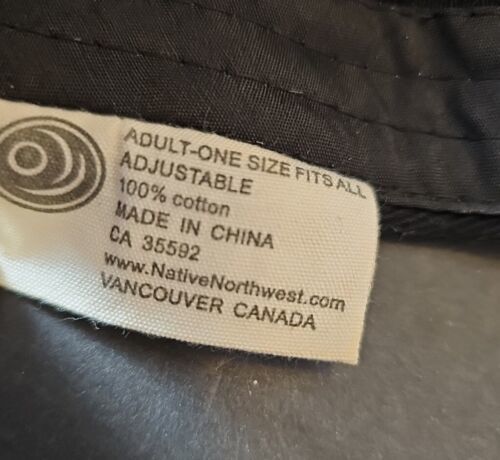 ADULT-ONE SIZE FITS ALL
ADJUSTABLE
100% cotton
MADE IN CHINA
CA 35592
www.NativeNorthwest.com
VANCOUVER CANADA